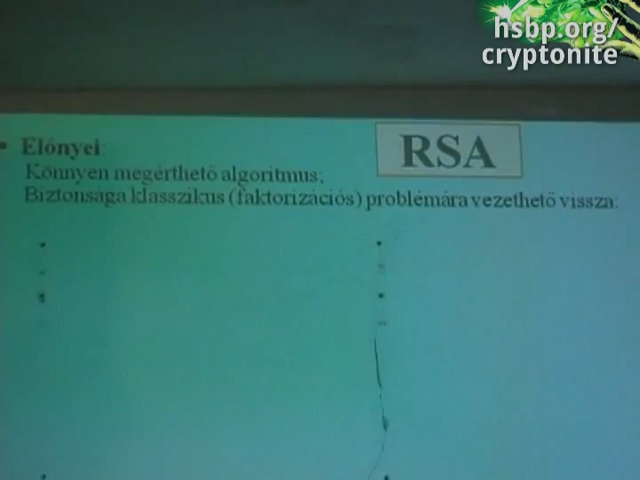 hsbp.org/
cryptonite
RSA
Előnyei:
Könnyen megérthető algoritmus;
Biztonsága klasszikus (faktorizációs) problémára vezethető vissza;